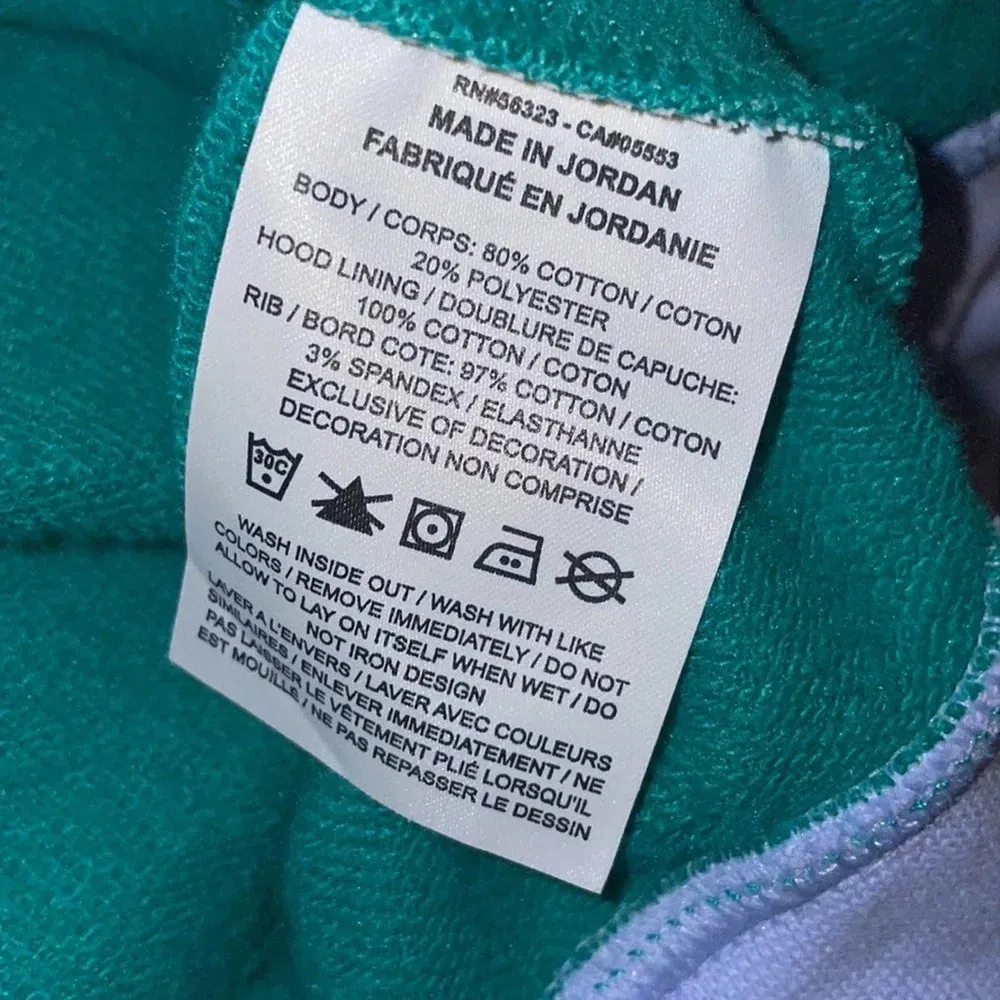 RN#56323 - CA#05553
MADE IN JORDAN
FABRIQUÉ EN JORDANIE
BODY / CORPS: 80% COTTON / COTON
20% POLYESTER
HOOD LINING / DOUBLURE DE CAPUCHE:
100% COTTON / COTON
RIB / BORD COTE: 97% COTTON / COTON
3% SPANDEX / ELASTHANNE
EXCLUSIVE OF DECORATION /
DECORATION NON COMPRISE
30C
WASH INSIDE OUT / WASH WITH LIKE
COLORS / REMOVE IMMEDIATELY / DO NOT
ALLOW TO LAY ON ITSELF WHEN WET / DO
NOT IRON DESIGN
LAVER A L'ENVERS / LAVER AVEC COULEURS
SIMILAIRES / ENLEVER IMMEDIATEMENT / NE
PAS LAISSER LE VÊTEMENT PLIÉ LORSQU'IL
EST MOUILLÉ / NE PAS REPASSER LE DESSIN